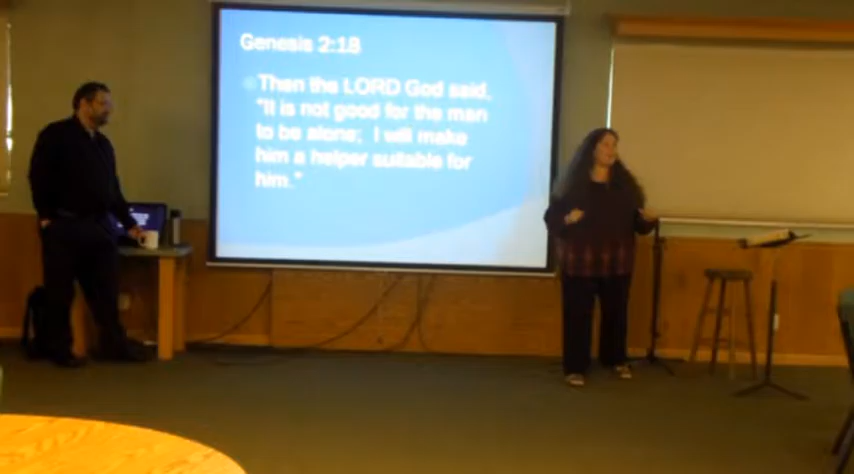 Genesis 2:18
Then the LORD God said,
"It is not good for the man
to be alone; I will make
him a helper suitable for
him."